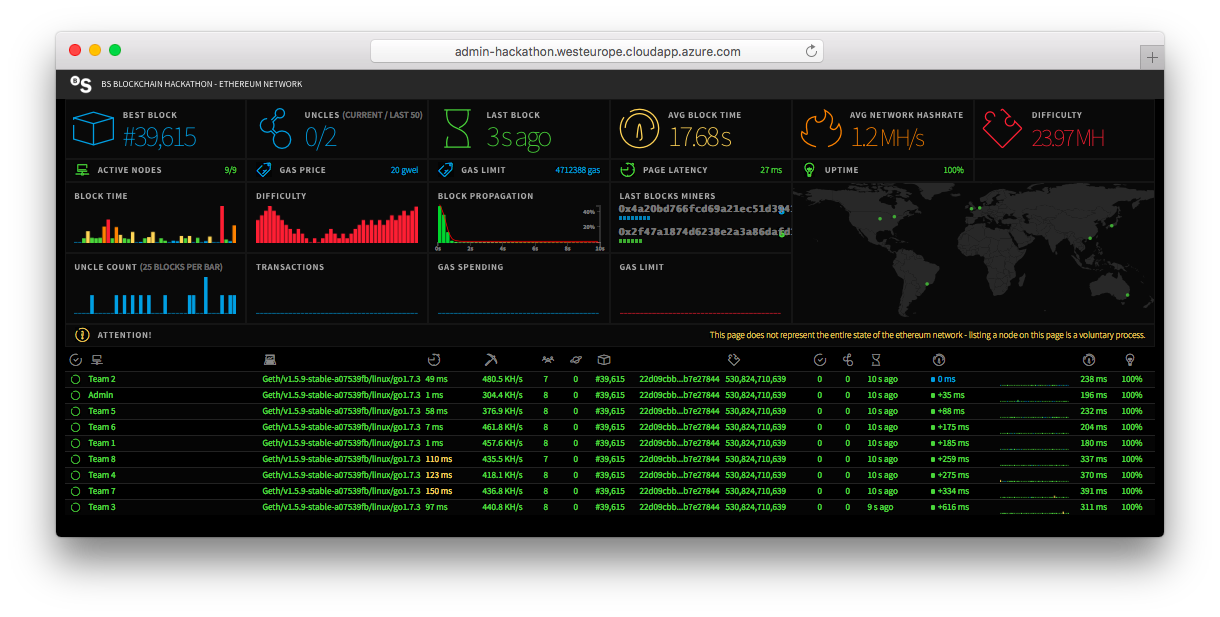 admin-hackathon.westeurope.cloudapp.azure.com
BS BS BLOCKCHAIN HACKATHON - ETHEREUM NETWORK
BEST BLOCK
#39,615
UNCLES (CURRENT / LAST 50)
0/2
LAST BLOCK
3 s ago
AVG BLOCK TIME
17.68 s
AVG NETWORK HASHRATE
1.2 MH/s
DIFFICULTY
23.97 MH
ACTIVE NODES 9/9
GAS PRICE 20 gwei
GAS LIMIT 4712388 gas
PAGE LATENCY 27 ms
UPTIME 100%
BLOCK TIME
DIFFICULTY
BLOCK PROPAGATION
40%
20%
0s 2s 4s 6s 8s 10s
LAST BLOCKS MINERS
0x4a20bd766fcd69a21ec51d394
0x2f47a1874d6238e2a3a86dafd
UNCLE COUNT (25 BLOCKS PER BAR)
TRANSACTIONS
GAS SPENDING
GAS LIMIT
ATTENTION! This page does not represent the entire state of the ethereum network - listing a node on this page is a voluntary process.
Team 2 Geth/v1.5.9-stable-a07539fb/linux/go1.7.3 49 ms 480.5 KH/s 7 0 #39,615 22d09cbb...b7e27844 530,824,710,639 0 0 10 s ago 0 ms 238 ms 100%
Admin Geth/v1.5.9-stable-a07539fb/linux/go1.7.3 1 ms 304.4 KH/s 8 0 #39,615 22d09cbb...b7e27844 530,824,710,639 0 0 10 s ago +35 ms 196 ms 100%
Team 5 Geth/v1.5.9-stable-a07539fb/linux/go1.7.3 58 ms 376.9 KH/s 8 0 #39,615 22d09cbb...b7e27844 530,824,710,639 0 0 10 s ago +88 ms 232 ms 100%
Team 6 Geth/v1.5.9-stable-a07539fb/linux/go1.7.3 7 ms 461.8 KH/s 8 0 #39,615 22d09cbb...b7e27844 530,824,710,639 0 0 10 s ago +175 ms 204 ms 100%
Team 1 Geth/v1.5.9-stable-a07539fb/linux/go1.7.3 1 ms 457.6 KH/s 8 0 #39,615 22d09cbb...b7e27844 530,824,710,639 0 0 10 s ago +185 ms 180 ms 100%
Team 8 Geth/v1.5.9-stable-a07539fb/linux/go1.7.3 110 ms 435.5 KH/s 7 0 #39,615 22d09cbb...b7e27844 530,824,710,639 0 0 10 s ago +259 ms 337 ms 100%
Team 4 Geth/v1.5.9-stable-a07539fb/linux/go1.7.3 123 ms 418.1 KH/s 8 0 #39,615 22d09cbb...b7e27844 530,824,710,639 0 0 10 s ago +275 ms 370 ms 100%
Team 7 Geth/v1.5.9-stable-a07539fb/linux/go1.7.3 150 ms 436.8 KH/s 8 0 #39,615 22d09cbb...b7e27844 530,824,710,639 0 0 10 s ago +334 ms 391 ms 100%
Team 3 Geth/v1.5.9-stable-a07539fb/linux/go1.7.3 97 ms 440.8 KH/s 8 0 #39,615 22d09cbb...b7e27844 530,824,710,639 0 0 9 s ago +616 ms 311 ms 100%